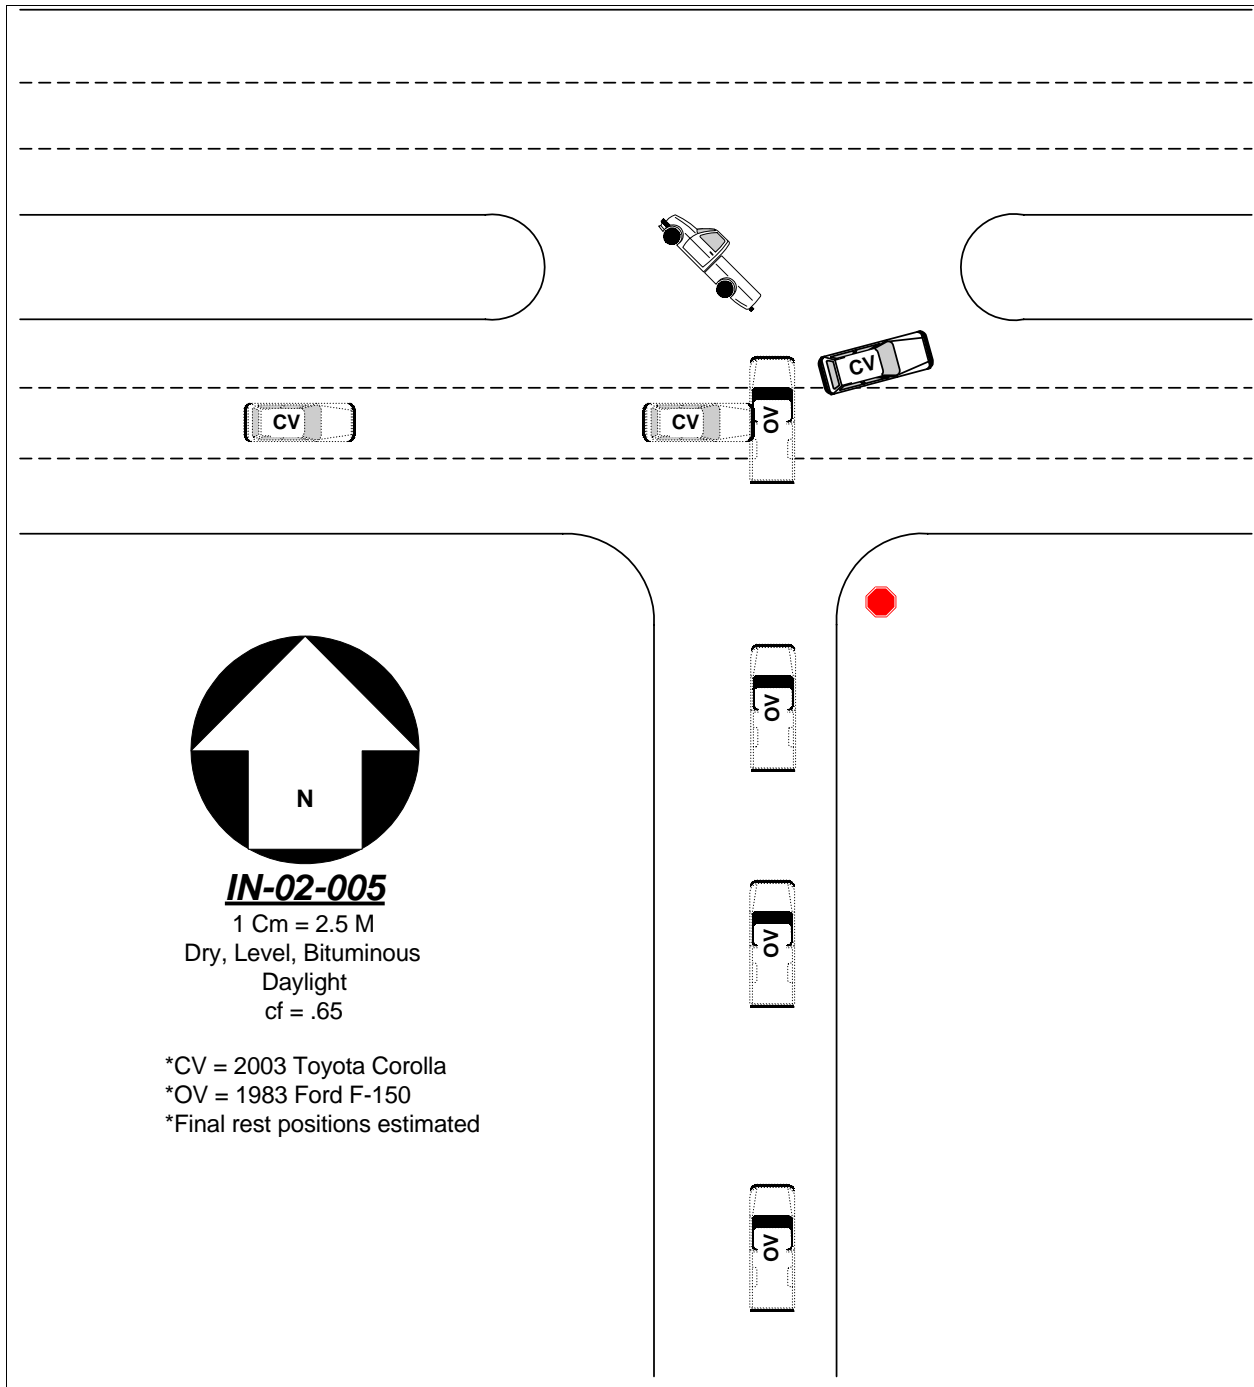 CV
CV
CV
OV
N
OV
IN-02-005
1 Cm = 2.5 M
Dry, Level, Bituminous
Daylight
cf = .65
OV
*CV = 2003 Toyota Corolla
*OV = 1983 Ford F-150
*Final rest positions estimated
OV